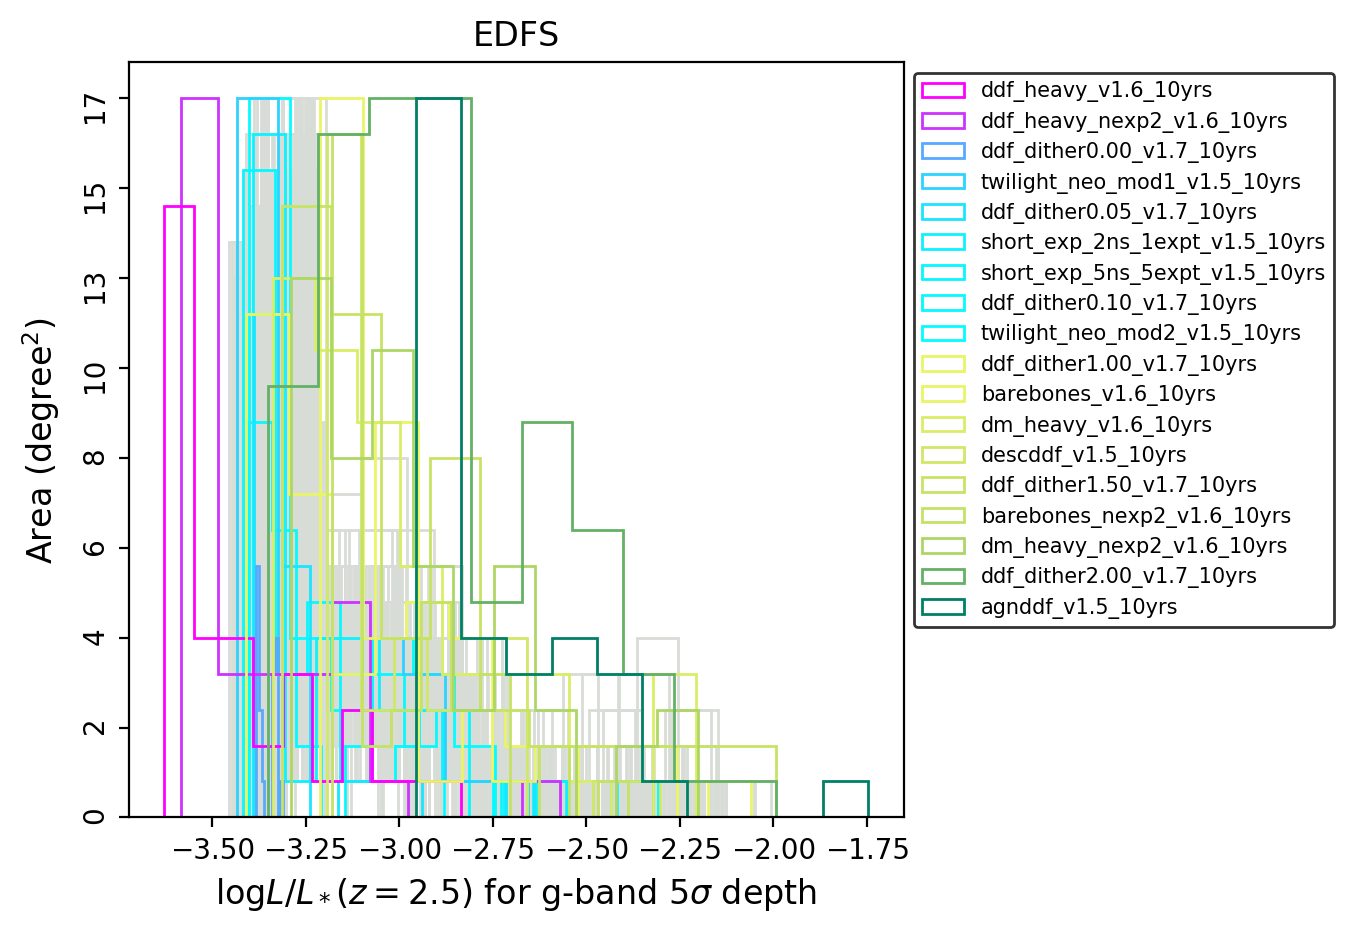 EDFS
17
15
13
10
8
6
4
2
0
Area (degree²)
−3.50 −3.25 −3.00 −2.75 −2.50 −2.25 −2.00 −1.75
logL/L*(z = 2.5) for g-band 5σ depth
ddf_heavy_v1.6_10yrs
ddf_heavy_nexp2_v1.6_10yrs
ddf_dither0.00_v1.7_10yrs
twilight_neo_mod1_v1.5_10yrs
ddf_dither0.05_v1.7_10yrs
short_exp_2ns_1expt_v1.5_10yrs
short_exp_5ns_5expt_v1.5_10yrs
ddf_dither0.10_v1.7_10yrs
twilight_neo_mod2_v1.5_10yrs
ddf_dither1.00_v1.7_10yrs
barebones_v1.6_10yrs
dm_heavy_v1.6_10yrs
descddf_v1.5_10yrs
ddf_dither1.50_v1.7_10yrs
barebones_nexp2_v1.6_10yrs
dm_heavy_nexp2_v1.6_10yrs
ddf_dither2.00_v1.7_10yrs
agnddf_v1.5_10yrs